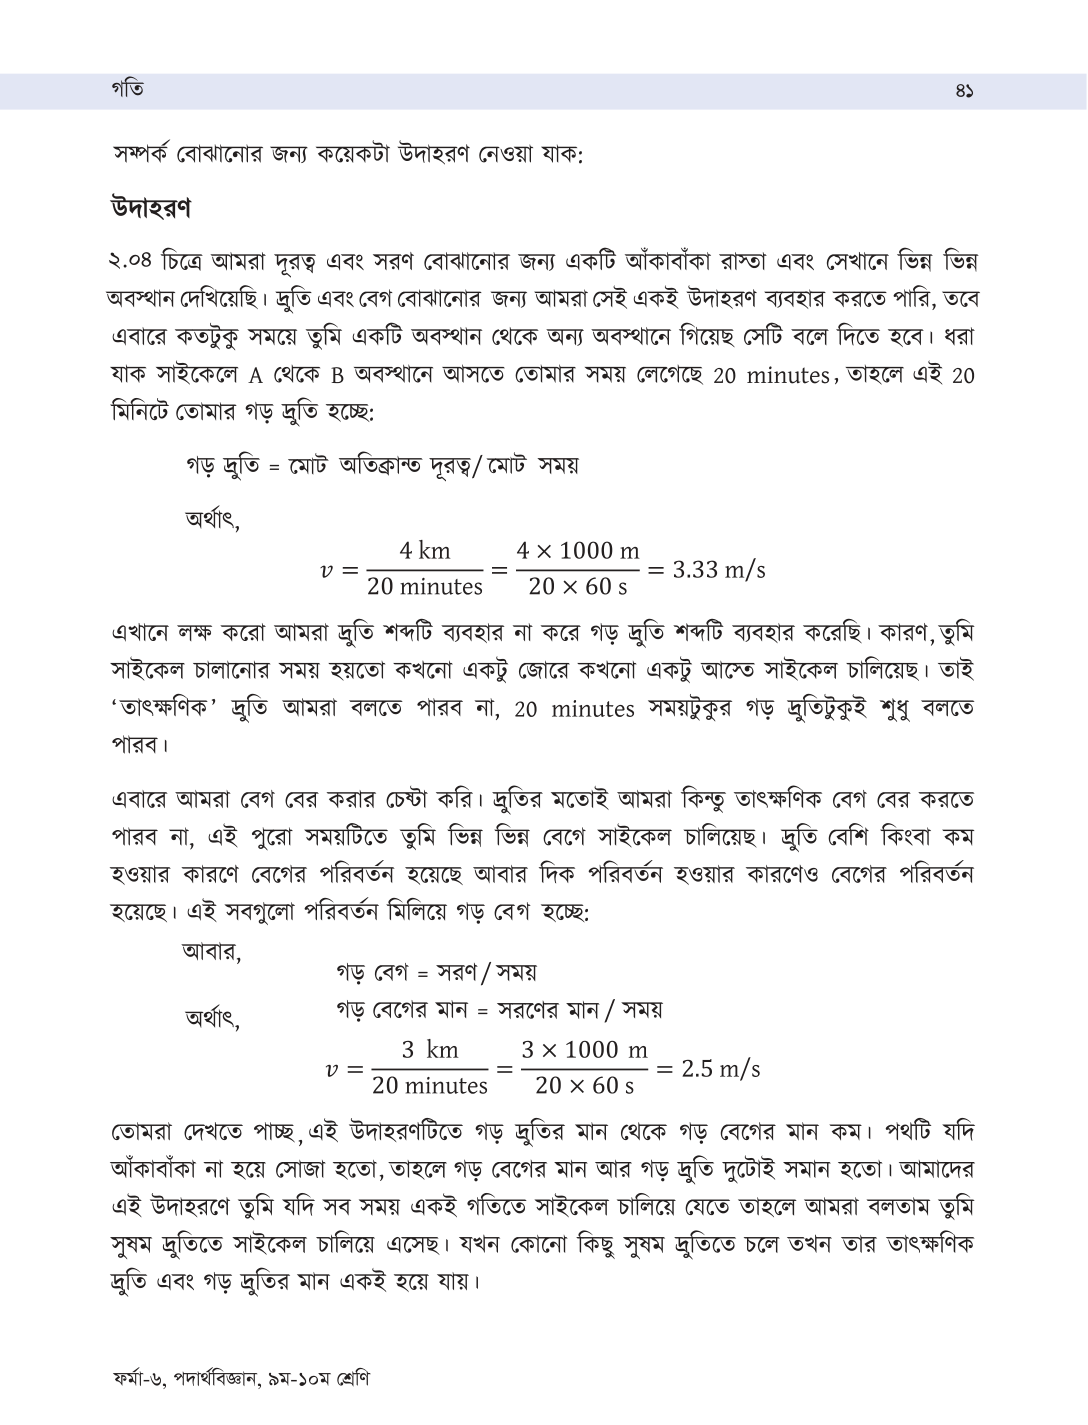 গতি ৪১
সম্পর্ক বোঝানোর জন্য কয়েকটা উদাহরণ নেওয়া যাক:
উদাহরণ
২.০৪ চিত্রে আমরা দূরত্ব এবং সরণ বোঝানোর জন্য একটি আঁকাবাঁকা রাস্তা এবং সেখানে ভিন্ন ভিন্ন
অবস্থান দেখিয়েছি। দ্রুতি এবং বেগ বোঝানোর জন্য আমরা সেই একই উদাহরণ ব্যবহার করতে পারি, তবে
এবারে কতটুকু সময়ে তুমি একটি অবস্থান থেকে অন্য অবস্থানে গিয়েছ সেটি বলে দিতে হবে। ধরা
যাক সাইকেলে A থেকে B অবস্থানে আসতে তোমার সময় লেগেছে 20 minutes, তাহলে এই 20
মিনিটে তোমার গড় দ্রুতি হচ্ছে:
গড় দ্রুতি = মোট অতিক্রান্ত দূরত্ব/মোট সময়
অর্থাৎ,
v = 4 km / 20 minutes = 4 × 1000 m / 20 × 60 s = 3.33 m/s
এখানে লক্ষ করো আমরা দ্রুতি শব্দটি ব্যবহার না করে গড় দ্রুতি শব্দটি ব্যবহার করেছি। কারণ, তুমি
সাইকেল চালানোর সময় হয়তো কখনো একটু জোরে কখনো একটু আস্তে সাইকেল চালিয়েছ। তাই
‘তাৎক্ষণিক’ দ্রুতি আমরা বলতে পারব না, 20 minutes সময়টুকুর গড় দ্রুতিটুকুই শুধু বলতে
পারব।
এবারে আমরা বেগ বের করার চেষ্টা করি। দ্রুতির মতোই আমরা কিন্তু তাৎক্ষণিক বেগ বের করতে
পারব না, এই পুরো সময়টিতে তুমি ভিন্ন ভিন্ন বেগে সাইকেল চালিয়েছ। দ্রুতি বেশি কিংবা কম
হওয়ার কারণে বেগের পরিবর্তন হয়েছে আবার দিক পরিবর্তন হওয়ার কারণেও বেগের পরিবর্তন
হয়েছে। এই সবগুলো পরিবর্তন মিলিয়ে গড় বেগ হচ্ছে:
আবার,
গড় বেগ = সরণ/সময়
গড় বেগের মান = সরণের মান / সময়
অর্থাৎ,
v = 3 km / 20 minutes = 3 × 1000 m / 20 × 60 s = 2.5 m/s
তোমরা দেখতে পাচ্ছ, এই উদাহরণটিতে গড় দ্রুতির মান থেকে গড় বেগের মান কম। পথটি যদি
আঁকাবাঁকা না হয়ে সোজা হতো, তাহলে গড় বেগের মান আর গড় দ্রুতি দুটোই সমান হতো। আমাদের
এই উদাহরণে তুমি যদি সব সময় একই গতিতে সাইকেল চালিয়ে যেতে তাহলে আমরা বলতাম তুমি
সুষম দ্রুতিতে সাইকেল চালিয়ে এসেছ। যখন কোনো কিছু সুষম দ্রুতিতে চলে তখন তার তাৎক্ষণিক
দ্রুতি এবং গড় দ্রুতির মান একই হয়ে যায়।
ফর্মা-৬, পদার্থবিজ্ঞান, ৯ম-১০ম শ্রেণি